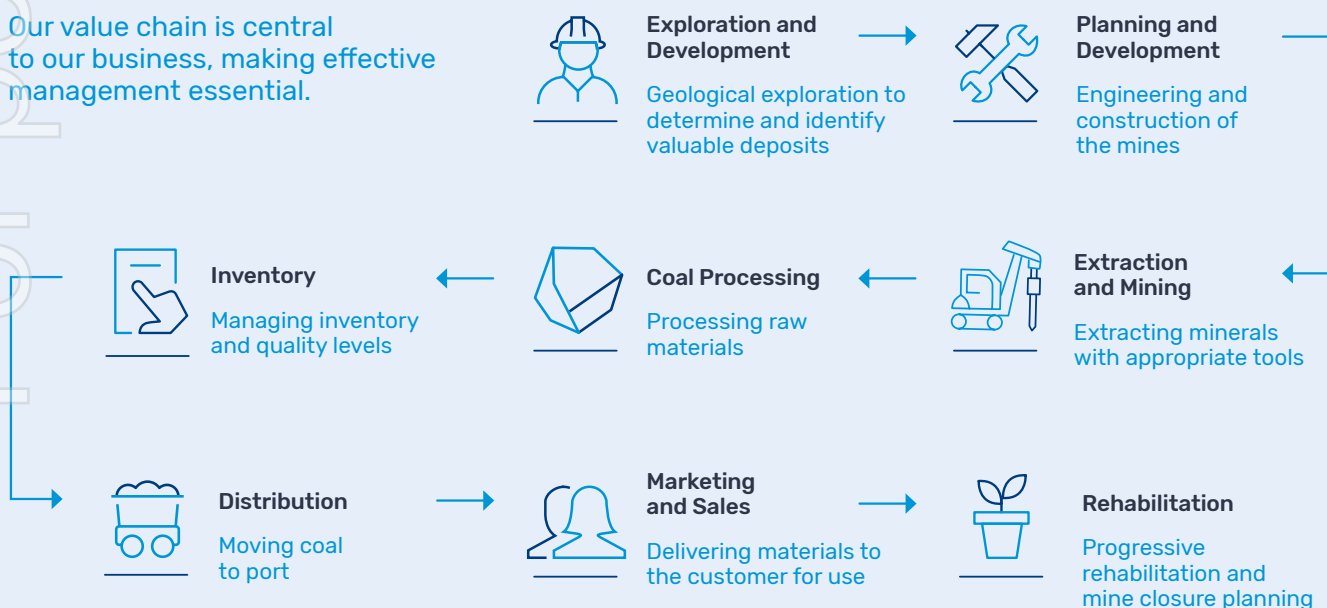 Our value chain is central
to our business, making effective
management essential.
Exploration and
Development
Geological exploration to
determine and identify
valuable deposits
Planning and
Development
Engineering and
construction of
the mines
Extraction
and Mining
Extracting minerals
with appropriate tools
Coal Processing
Processing raw
materials
Inventory
Managing inventory
and quality levels
Distribution
Moving coal
to port
Marketing
and Sales
Delivering materials to
the customer for use
Rehabilitation
Progressive
rehabilitation and
mine closure planning